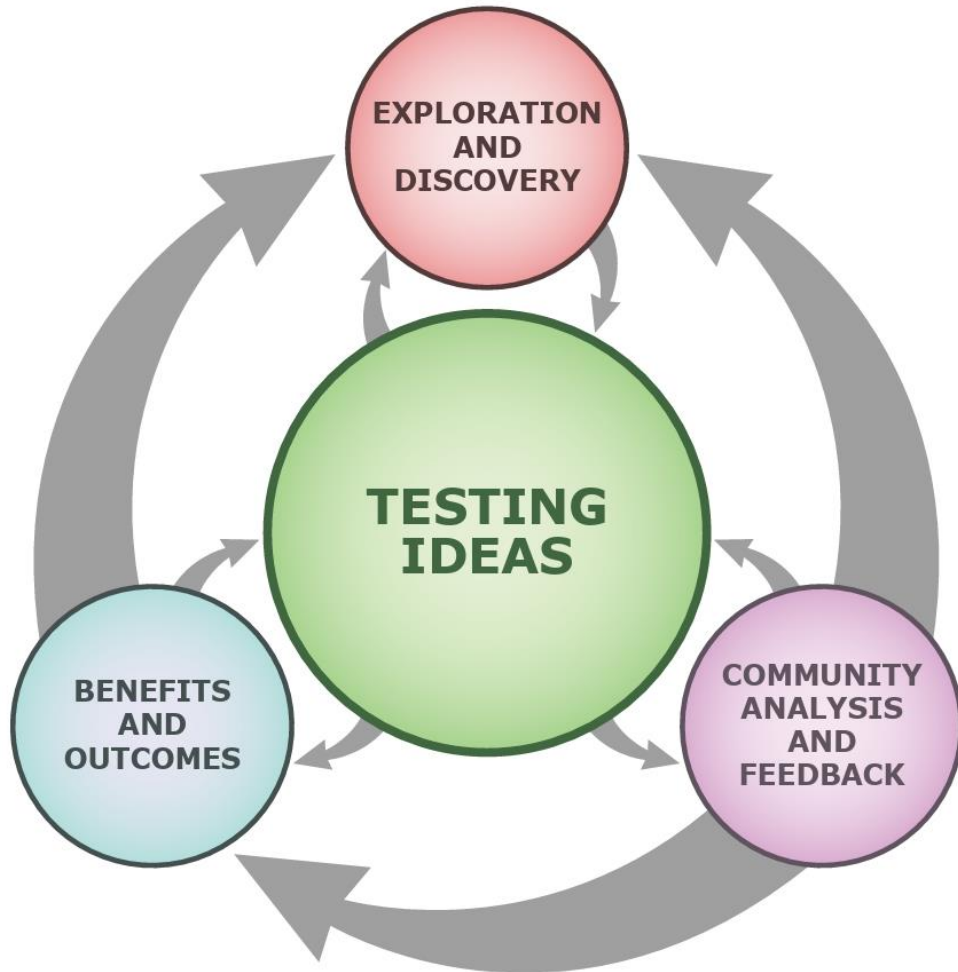 EXPLORATION
AND
DISCOVERY
TESTING
IDEAS
BENEFITS
AND
OUTCOMES
COMMUNITY
ANALYSIS
AND
FEEDBACK